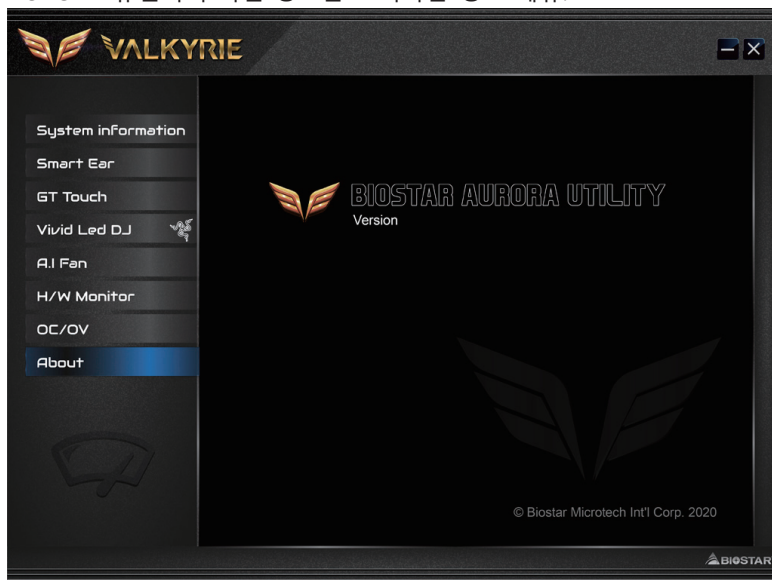 VALKYRIE
System information
Smart Ear
GT Touch
Vivid Led DJ
A.I Fan
H/W Monitor
OC/OV
About
BIOSTAR AURORA UTILITY
Version
© Biostar Microtech Int'l Corp. 2020
BIOSTAR